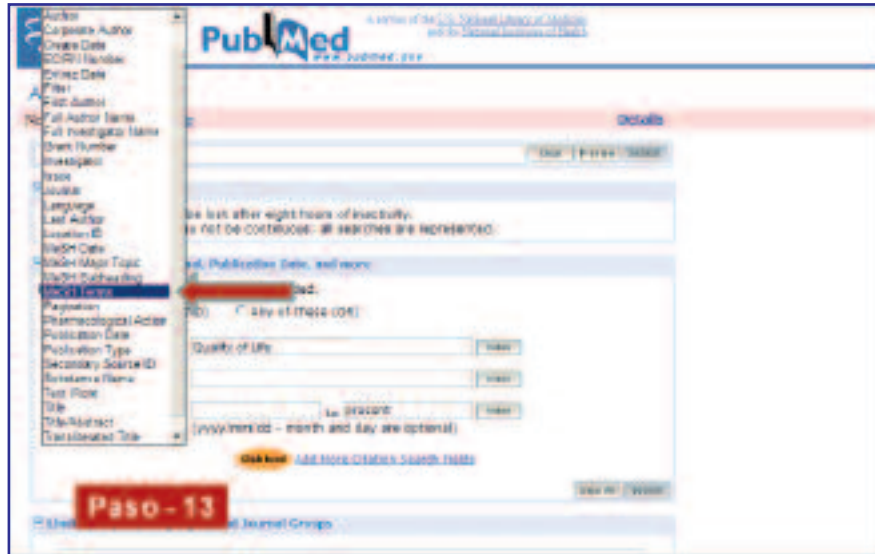 Author
Corporate Author
Create Date
EC/RN Number
Entrez Date
Filter
First Author
Full Author Name
Full Investigator Name
Grant Number
Investigator
Issue
Journal
Language
Last Author
Location ID
MeSH Date
MeSH Major Topic
MeSH Subheading
MeSH Terms
Pagination
Pharmacological Action
Publication Date
Publication Type
Secondary Source ID
Substance Name
Text Word
Title
Title/Abstract
Transliterated Title
PubMed
www.pubmed.gov
A service of the U.S. National Library of Medicine
and the National Institutes of Health
Details
Clear Preview Search
be lost after eight hours of inactivity.
not be continuous; all searches are represented.
Publication Date, and more
Any of these (OR)
Quality of Life
Index
Index
to present
Index
(yyyy/mm/dd - month and day are optional)
Add More Citation Search Fields
Clear All Search
Paso-13
Journal Groups